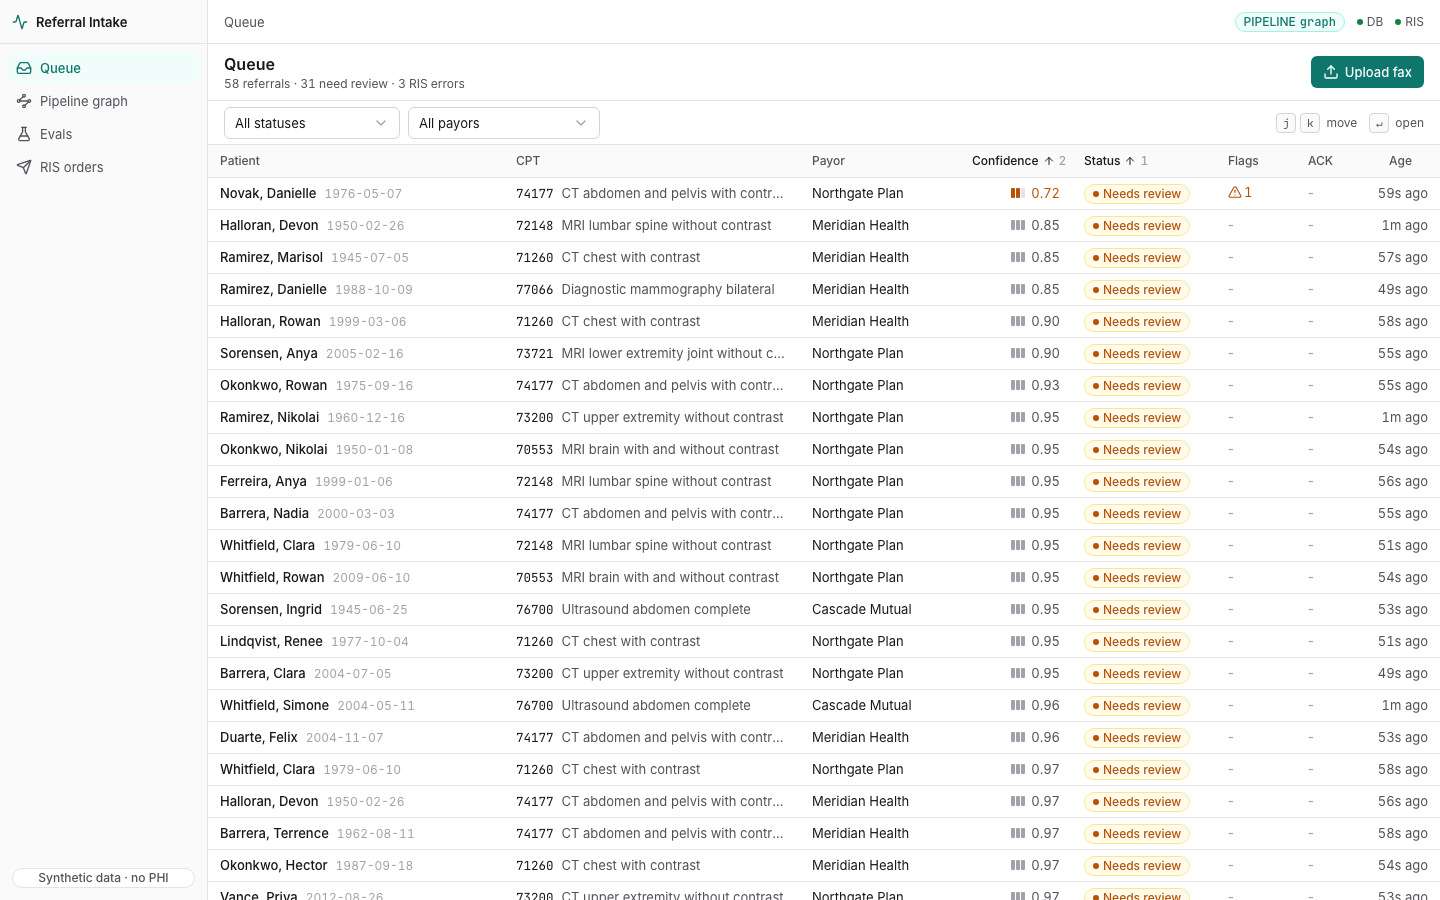 Referral Intake
Queue
PIPELINE graph
DB
RIS
Queue
Pipeline graph
Evals
RIS orders
Synthetic data · no PHI
Queue
58 referrals · 31 need review · 3 RIS errors
Upload fax
All statuses
All payors
j k move ↵ open
Patient CPT Payor Confidence ↑ 2 Status ↑ 1 Flags ACK Age
Novak, Danielle 1976-05-07 74177 CT abdomen and pelvis with contr... Northgate Plan 0.72 Needs review 1 - 59s ago
Halloran, Devon 1950-02-26 72148 MRI lumbar spine without contrast Meridian Health 0.85 Needs review - - 1m ago
Ramirez, Marisol 1945-07-05 71260 CT chest with contrast Meridian Health 0.85 Needs review - - 57s ago
Ramirez, Danielle 1988-10-09 77066 Diagnostic mammography bilateral Meridian Health 0.85 Needs review - - 49s ago
Halloran, Rowan 1999-03-06 71260 CT chest with contrast Meridian Health 0.90 Needs review - - 58s ago
Sorensen, Anya 2005-02-16 73721 MRI lower extremity joint without c... Northgate Plan 0.90 Needs review - - 55s ago
Okonkwo, Rowan 1975-09-16 74177 CT abdomen and pelvis with contr... Northgate Plan 0.93 Needs review - - 55s ago
Ramirez, Nikolai 1960-12-16 73200 CT upper extremity without contrast Northgate Plan 0.95 Needs review - - 1m ago
Okonkwo, Nikolai 1950-01-08 70553 MRI brain with and without contrast Northgate Plan 0.95 Needs review - - 54s ago
Ferreira, Anya 1999-01-06 72148 MRI lumbar spine without contrast Northgate Plan 0.95 Needs review - - 56s ago
Barrera, Nadia 2000-03-03 74177 CT abdomen and pelvis with contr... Northgate Plan 0.95 Needs review - - 55s ago
Whitfield, Clara 1979-06-10 72148 MRI lumbar spine without contrast Northgate Plan 0.95 Needs review - - 51s ago
Whitfield, Rowan 2009-06-10 70553 MRI brain with and without contrast Northgate Plan 0.95 Needs review - - 54s ago
Sorensen, Ingrid 1945-06-25 76700 Ultrasound abdomen complete Cascade Mutual 0.95 Needs review - - 53s ago
Lindqvist, Renee 1977-10-04 71260 CT chest with contrast Northgate Plan 0.95 Needs review - - 51s ago
Barrera, Clara 2004-07-05 73200 CT upper extremity without contrast Northgate Plan 0.95 Needs review - - 49s ago
Whitfield, Simone 2004-05-11 76700 Ultrasound abdomen complete Cascade Mutual 0.96 Needs review - - 1m ago
Duarte, Felix 2004-11-07 74177 CT abdomen and pelvis with contr... Meridian Health 0.96 Needs review - - 53s ago
Whitfield, Clara 1979-06-10 71260 CT chest with contrast Northgate Plan 0.97 Needs review - - 58s ago
Halloran, Devon 1950-02-26 74177 CT abdomen and pelvis with contr... Meridian Health 0.97 Needs review - - 56s ago
Barrera, Terrence 1962-08-11 74177 CT abdomen and pelvis with contr... Meridian Health 0.97 Needs review - - 58s ago
Okonkwo, Hector 1987-09-18 71260 CT chest with contrast Meridian Health 0.97 Needs review - - 54s ago
Vance, Priya 2012-08-26 73200 CT upper extremity without contrast Northgate Plan 0.97 Needs review - - 53s ago